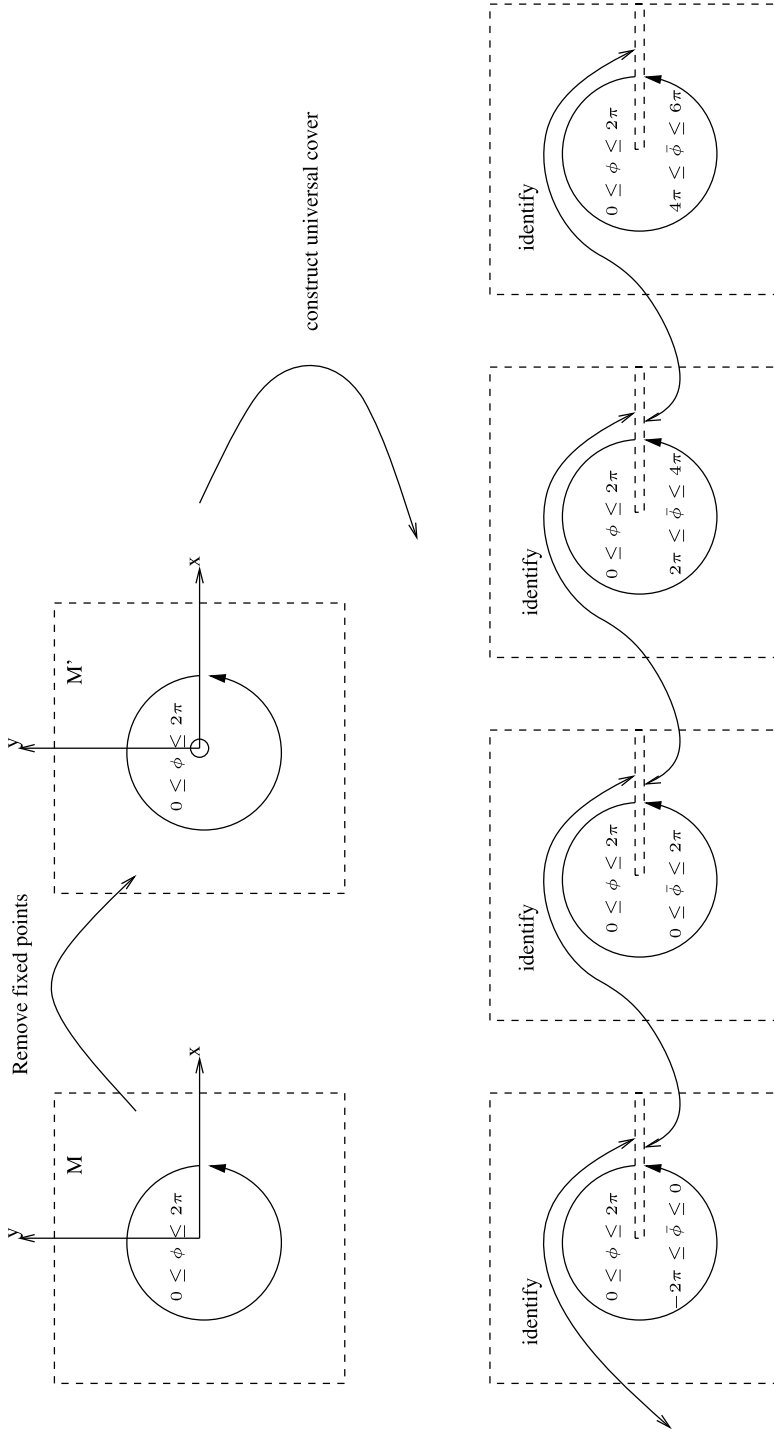 Remove fixed points
y
M
0 ≤ ϕ ≤ 2π
x
y
M'
0 ≤ ϕ ≤ 2π
x
construct universal cover
identify
0 ≤ ϕ ≤ 2π
−2π ≤ ϕ̄ ≤ 0
identify
0 ≤ ϕ ≤ 2π
0 ≤ ϕ̄ ≤ 2π
identify
0 ≤ ϕ ≤ 2π
2π ≤ ϕ̄ ≤ 4π
identify
0 ≤ ϕ ≤ 2π
4π ≤ ϕ̄ ≤ 6π